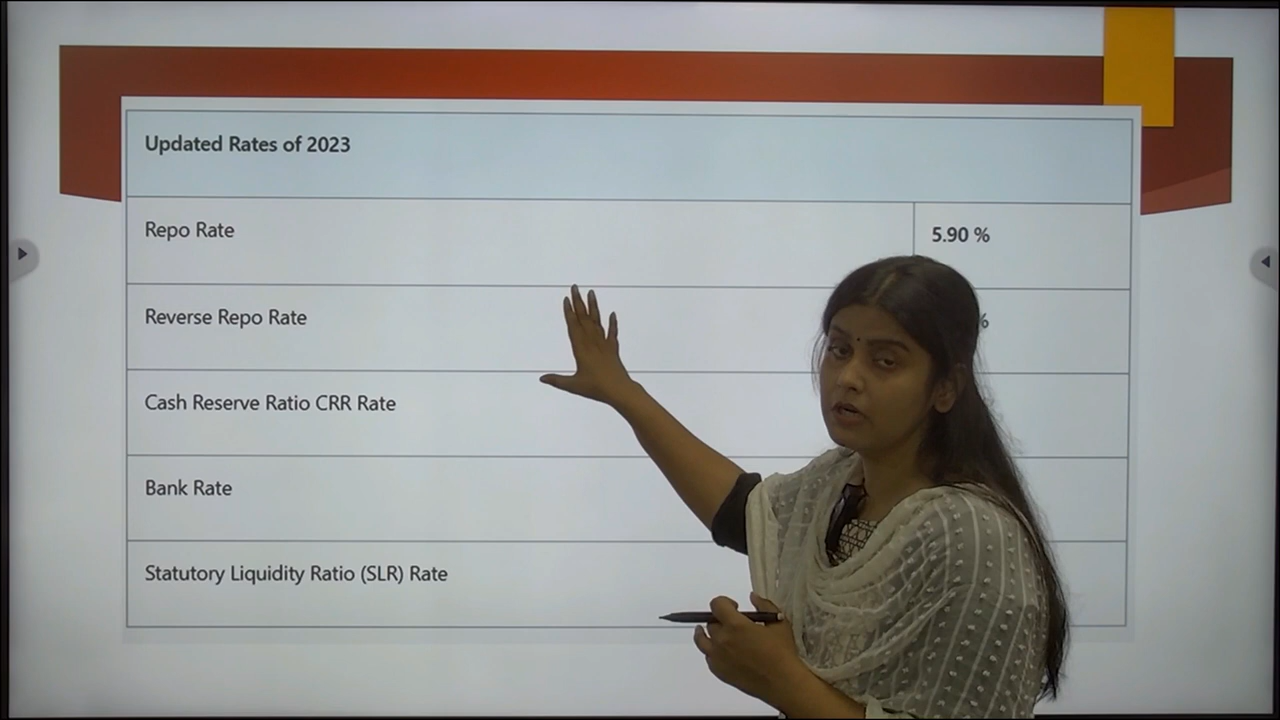 Updated Rates of 2023
Repo Rate
5.90 %
Reverse Repo Rate
%
Cash Reserve Ratio CRR Rate
Bank Rate
Statutory Liquidity Ratio (SLR) Rate